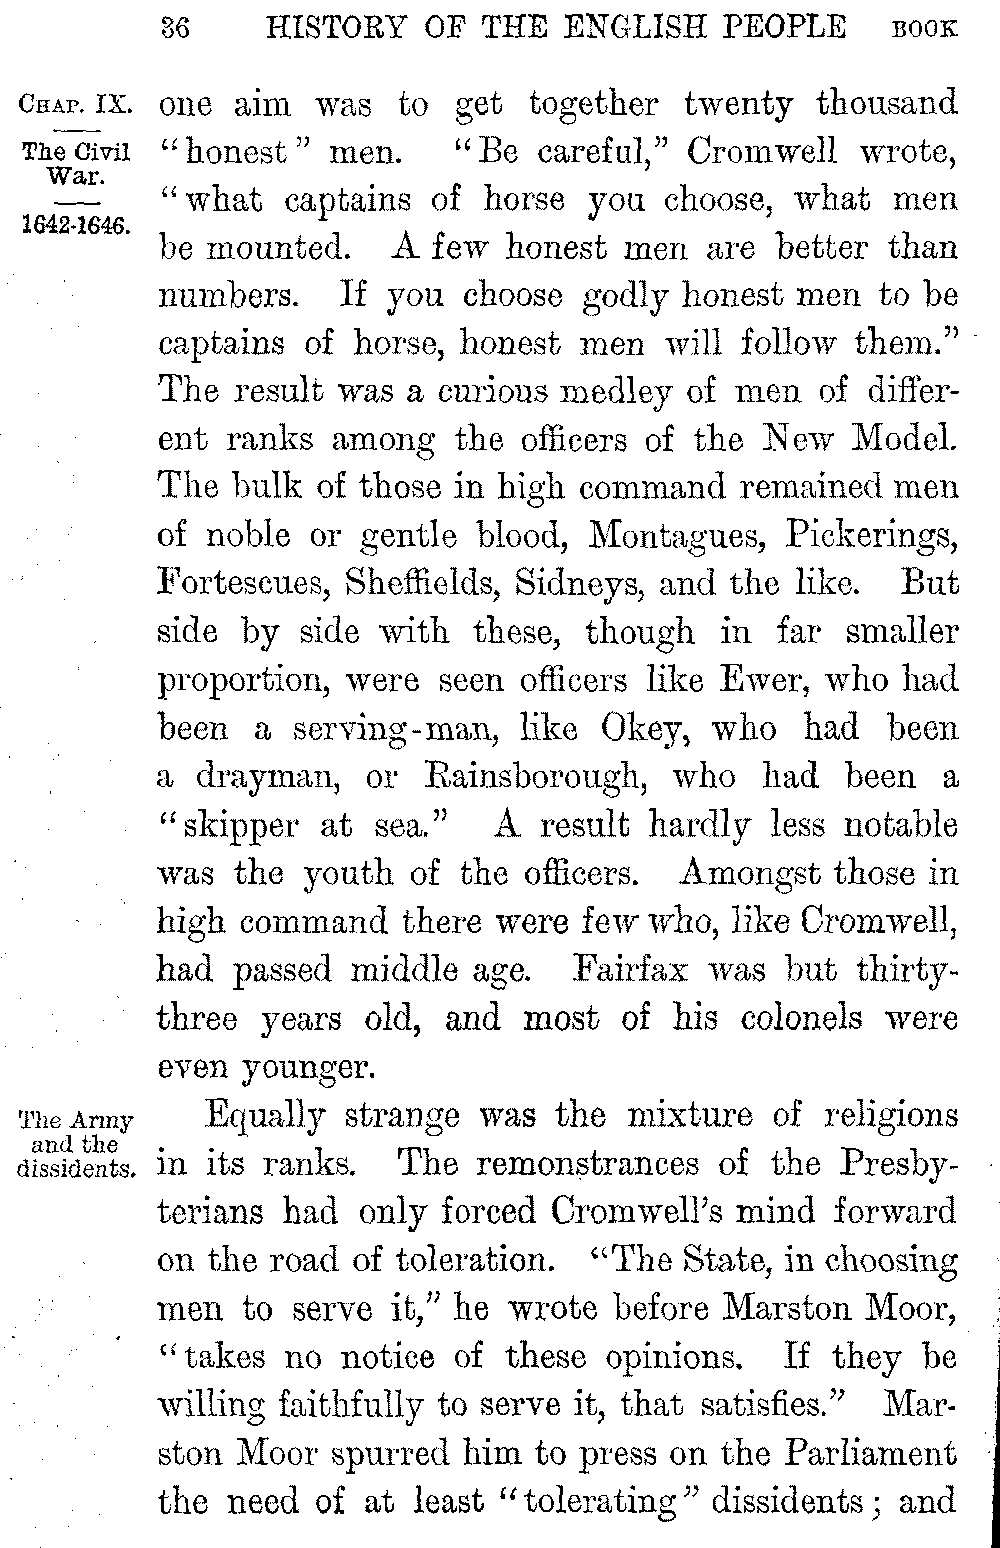 36 HISTORY OF THE ENGLISH PEOPLE BOOK
CHAP. IX.
The Civil
War.
1642-1646.
one aim was to get together twenty thousand
“honest” men. “Be careful,” Cromwell wrote,
“what captains of horse you choose, what men
be mounted. A few honest men are better than
numbers. If you choose godly honest men to be
captains of horse, honest men will follow them.”
The result was a curious medley of men of differ-
ent ranks among the officers of the New Model.
The bulk of those in high command remained men
of noble or gentle blood, Montagues, Pickerings,
Fortescues, Sheffields, Sidneys, and the like. But
side by side with these, though in far smaller
proportion, were seen officers like Ewer, who had
been a serving-man, like Okey, who had been
a drayman, or Rainsborough, who had been a
“skipper at sea.” A result hardly less notable
was the youth of the officers. Amongst those in
high command there were few who, like Cromwell,
had passed middle age. Fairfax was but thirty-
three years old, and most of his colonels were
even younger.
The Army
and the
dissidents.
Equally strange was the mixture of religions
in its ranks. The remonstrances of the Presby-
terians had only forced Cromwell’s mind forward
on the road of toleration. “The State, in choosing
men to serve it,” he wrote before Marston Moor,
“takes no notice of these opinions. If they be
willing faithfully to serve it, that satisfies.” Mar-
ston Moor spurred him to press on the Parliament
the need of at least “tolerating” dissidents; and